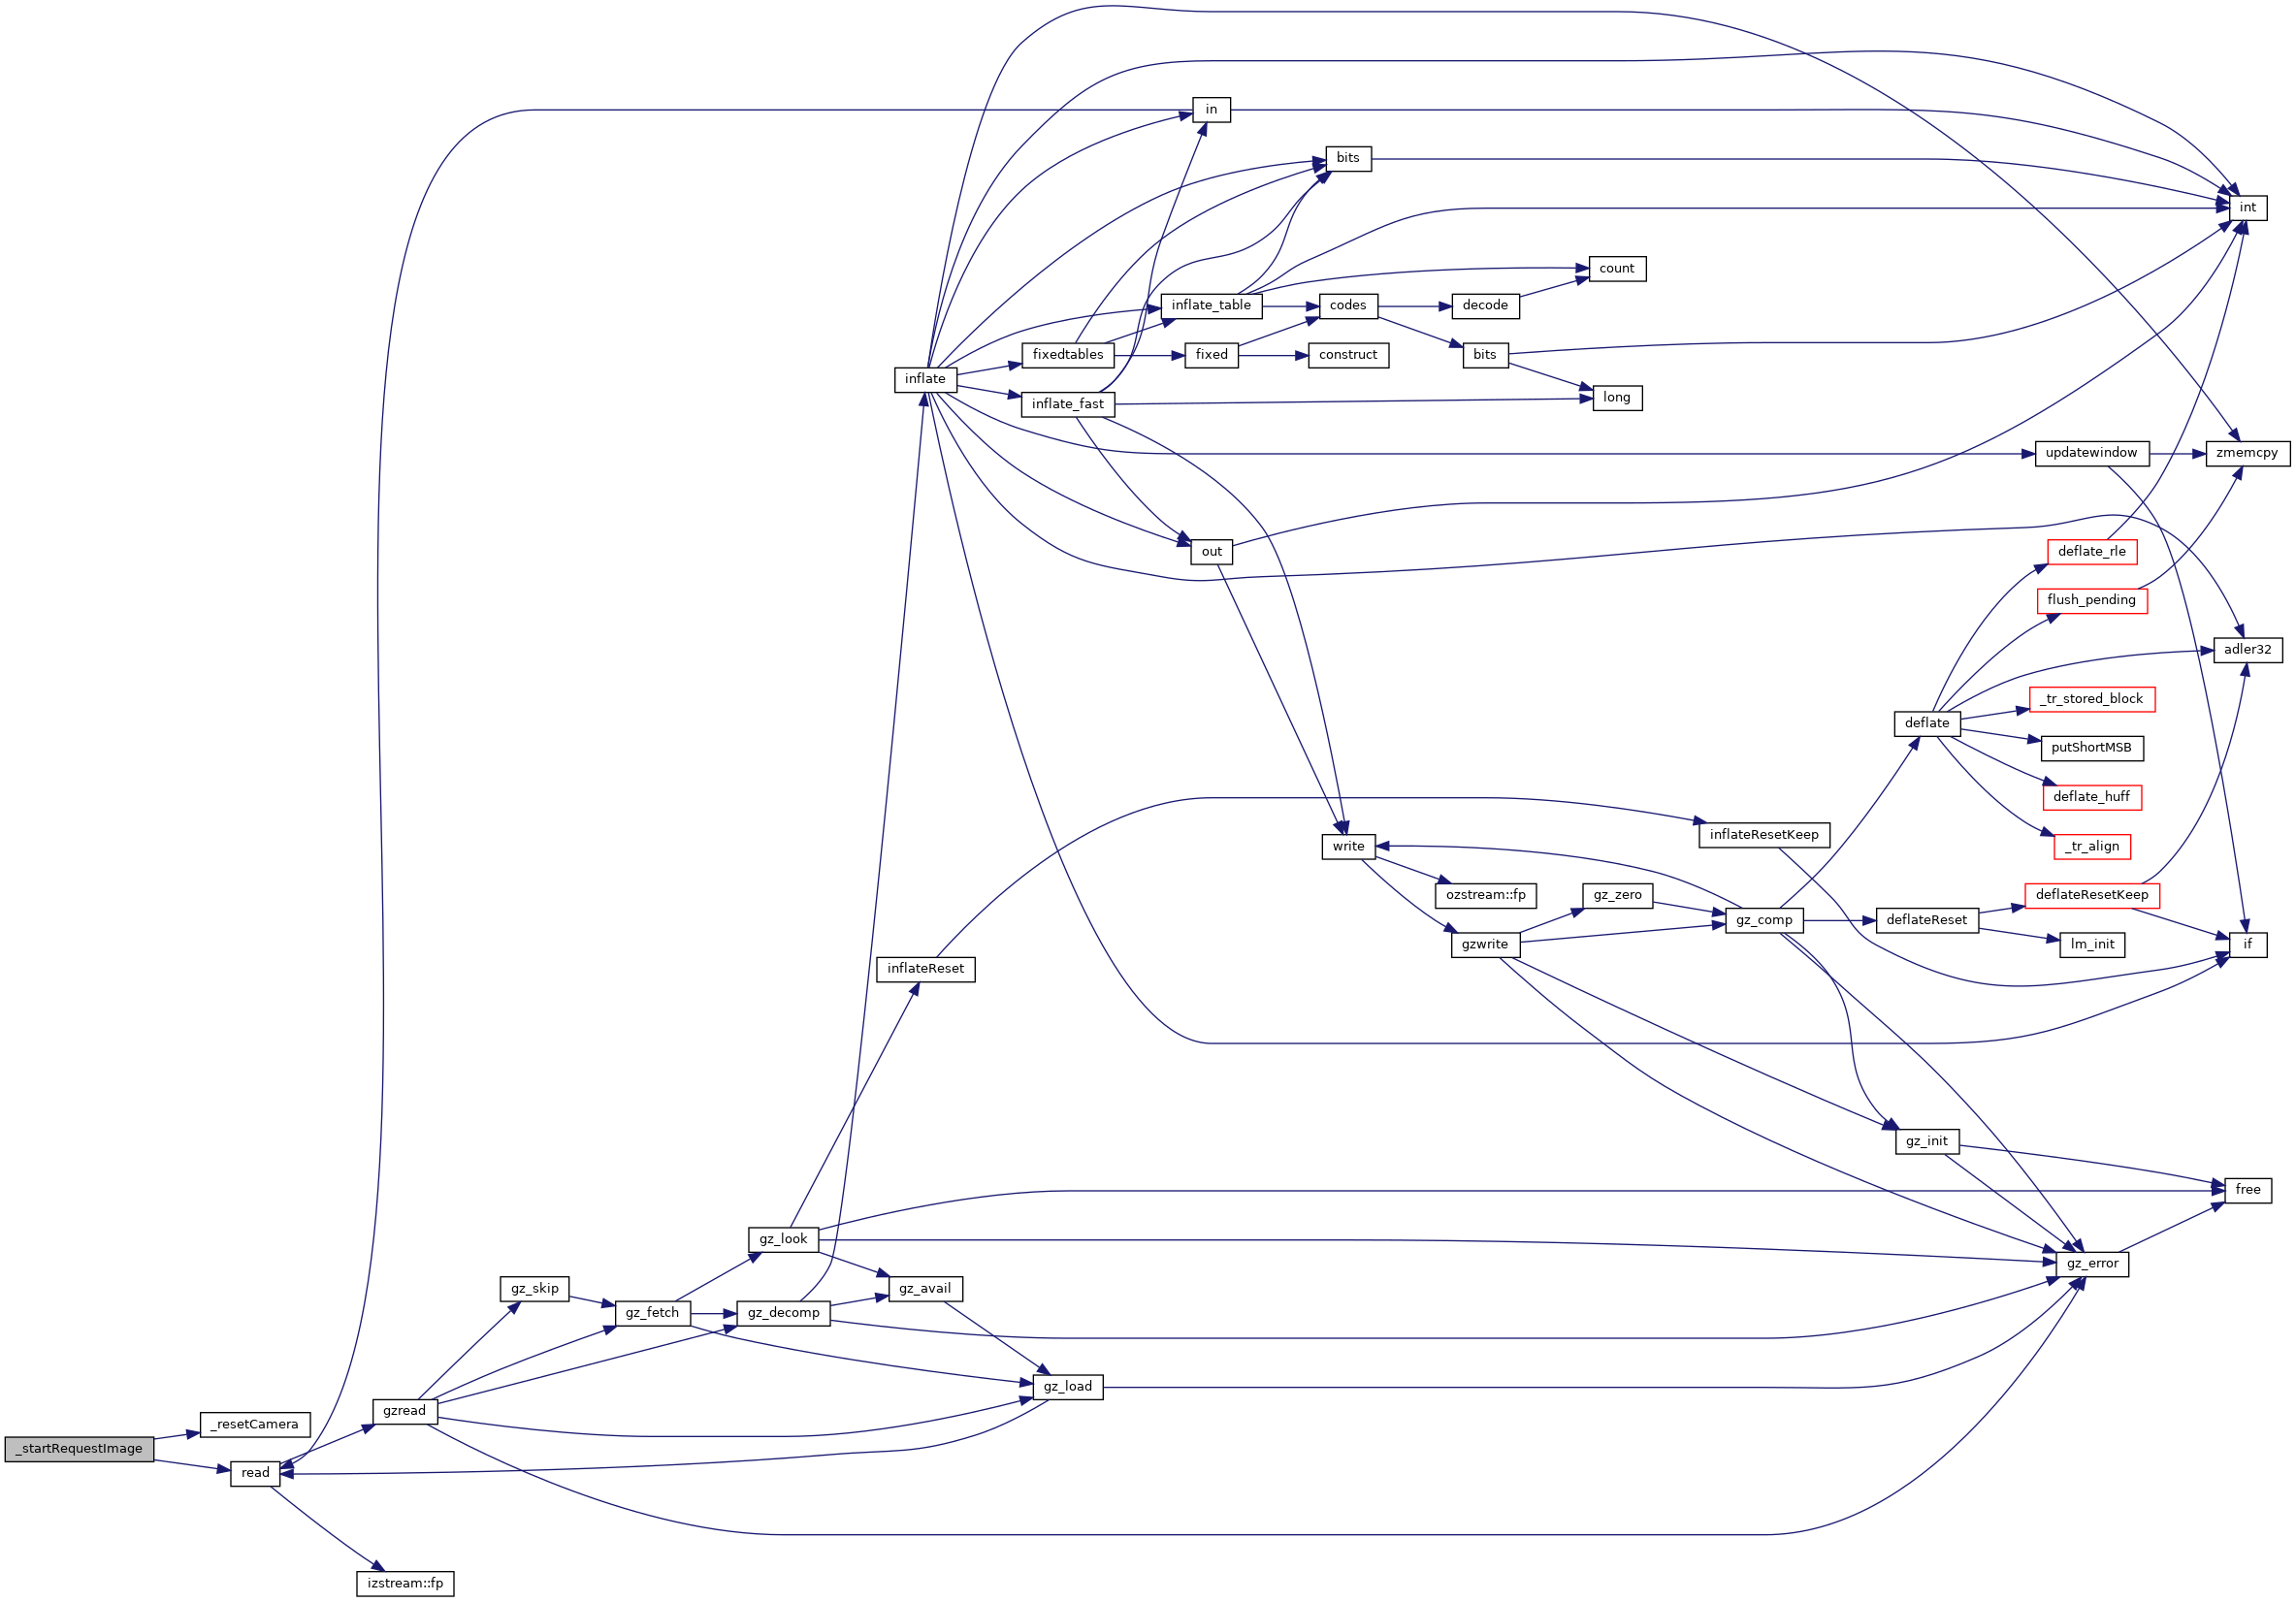 in
bits
int
count
inflate_table
codes
decode
fixedtables
fixed
construct
bits
inflate
inflate_fast
long
updatewindow
zmemcpy
out
deflate_rle
flush_pending
adler32
_tr_stored_block
deflate
putShortMSB
deflate_huff
inflateResetKeep
write
_tr_align
ozstream::fp
gz_zero
deflateResetKeep
gz_comp
deflateReset
gzwrite
lm_init
if
inflateReset
gz_init
free
gz_look
gz_error
gz_skip
gz_avail
gz_fetch
gz_decomp
gz_load
gzread
_resetCamera
_startRequestImage
read
izstream::fp